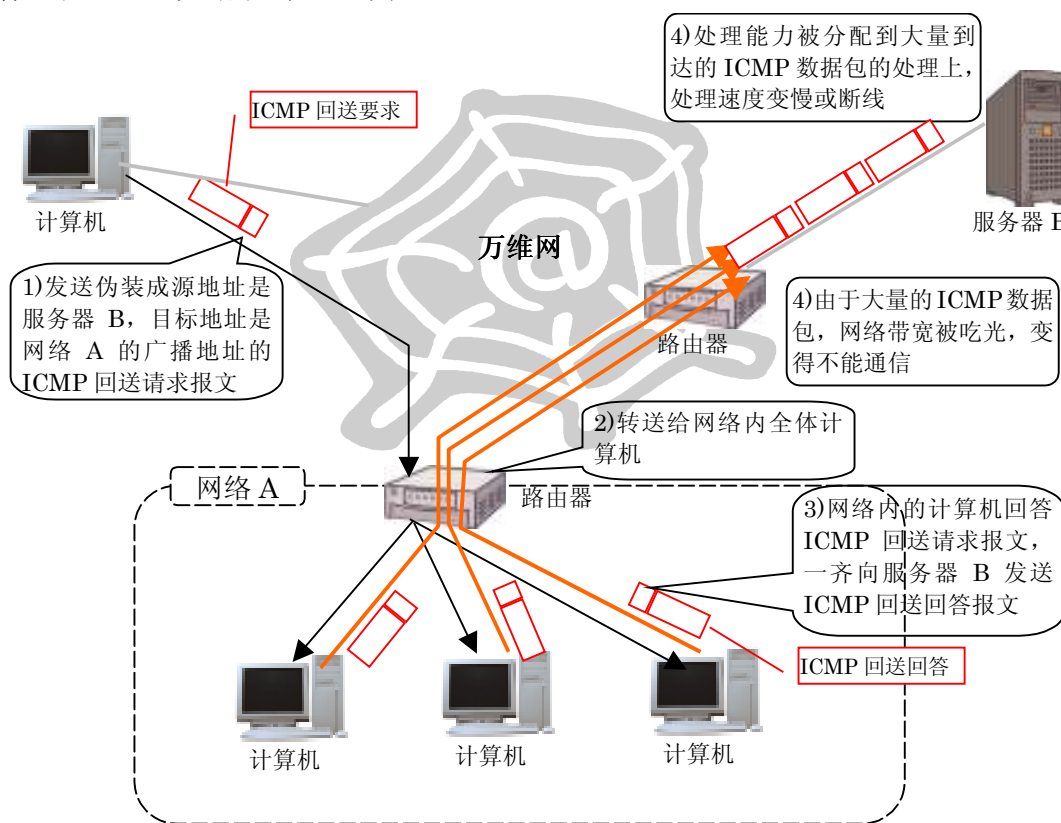 ICMP 回送要求
4)处理能力被分配到大量到
达的 ICMP 数据包的处理上，
处理速度变慢或断线
计算机
服务器 B
万维网
1)发送伪装成源地址是
服务器 B，目标地址是
网络 A 的广播地址的
ICMP 回送请求报文
路由器
4)由于大量的 ICMP 数据
包，网络带宽被吃光，变
得不能通信
2)转送给网络内全体计
算机
网络 A
路由器
3)网络内的计算机回答
ICMP 回送请求报文，
一齐向服务器 B 发送
ICMP 回送回答报文
ICMP 回送回答
计算机
计算机
计算机